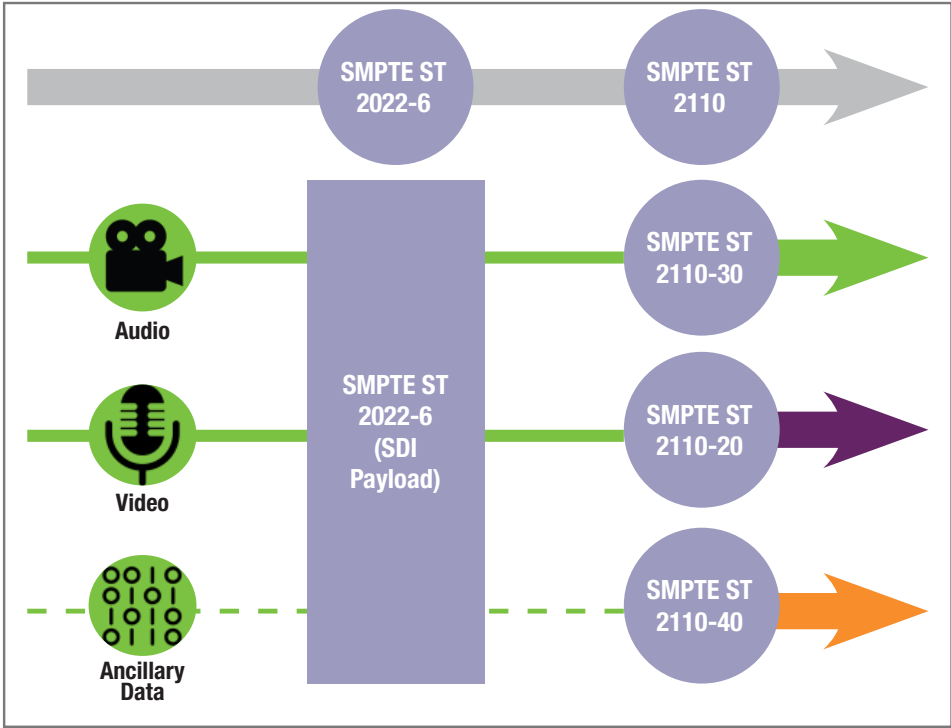 SMPTE ST
2022-6
SMPTE ST
2110
Audio
SMPTE ST
2110-30
SMPTE ST
2022-6
(SDI
Payload)
Video
SMPTE ST
2110-20
Ancillary
Data
SMPTE ST
2110-40